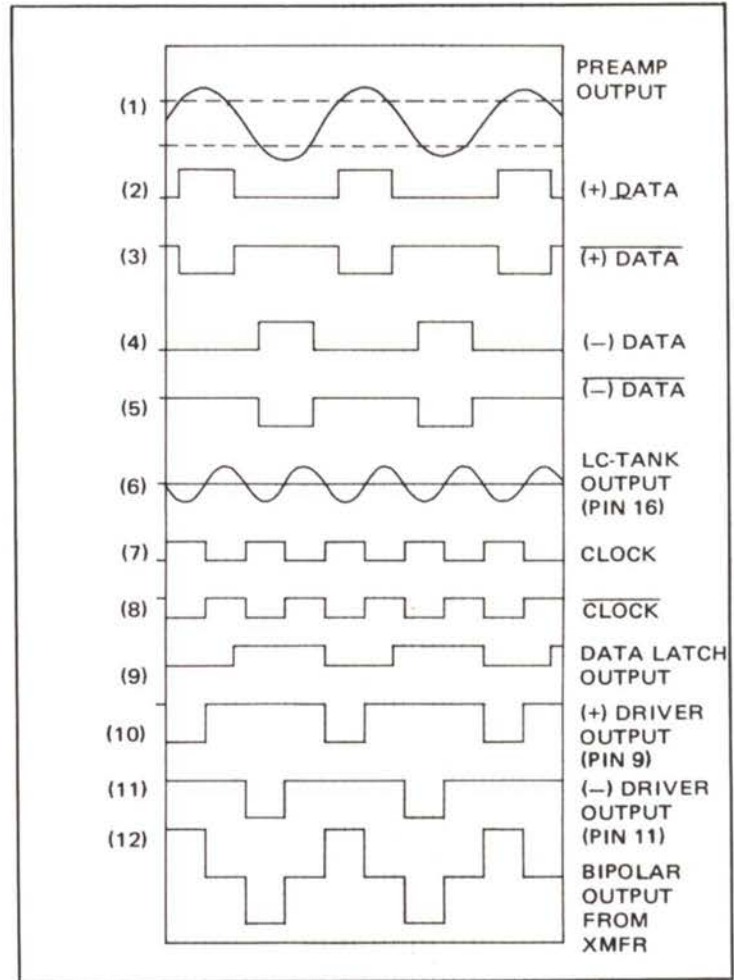 (1)
PREAMP
OUTPUT
(2)
(+) DATA
(3)
(+) DATA
(4)
(–) DATA
(5)
(–) DATA
(6)
LC-TANK
OUTPUT
(PIN 16)
(7)
CLOCK
(8)
CLOCK
(9)
DATA LATCH
OUTPUT
(10)
(+) DRIVER
OUTPUT
(PIN 9)
(11)
(–) DRIVER
OUTPUT
(PIN 11)
(12)
BIPOLAR
OUTPUT
FROM
XMFR